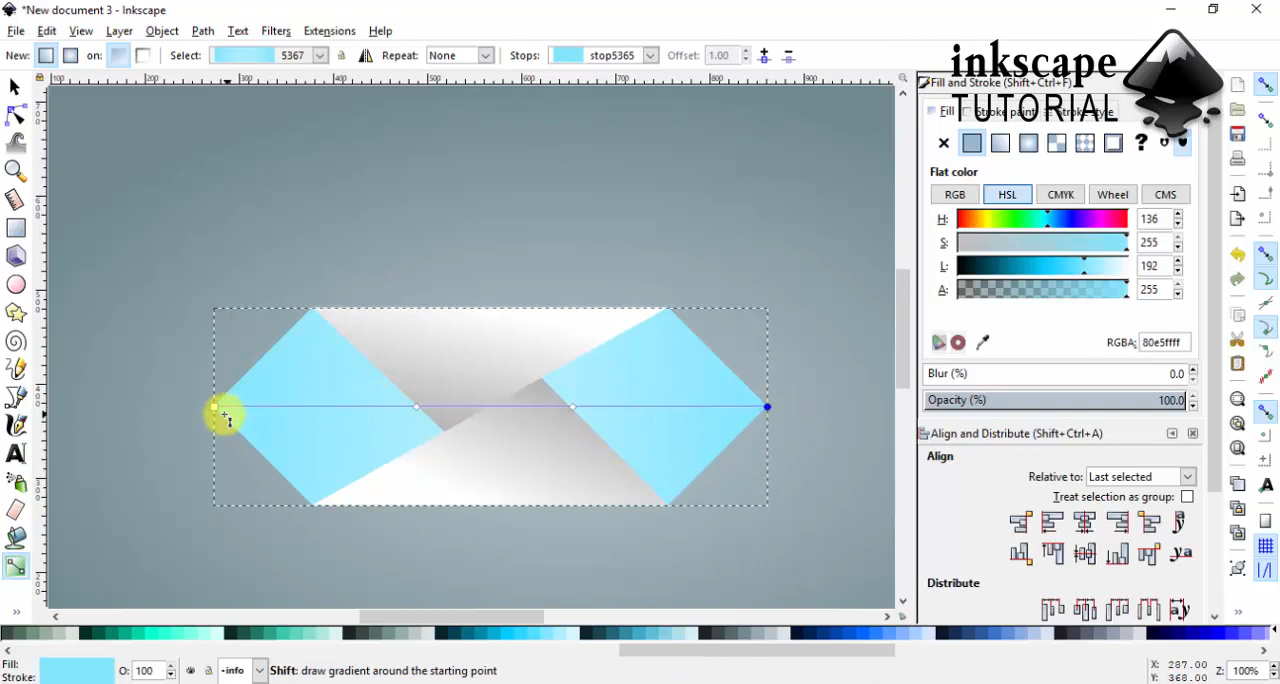 *New document 3 - Inkscape
File Edit View Layer Object Path Text Filters Extensions Help
New: on: Select: 5367 Repeat: None Stops: stop5365 Offset: 1.00
inkscape
TUTORIAL
Fill and Stroke (Shift+Ctrl+F)
Fill Stroke paint Stroke style
Flat color
RGB HSL CMYK Wheel CMS
H: 136
S: 255
L: 192
A: 255
RGBA: 80e5ffff
Blur (%) 0.0
Opacity (%) 100.0
Align and Distribute (Shift+Ctrl+A)
Align
Relative to: Last selected
Treat selection as group:
Distribute
Fill:
Stroke:
O: 100
-info
Shift: draw gradient around the starting point
X: 287.00
Y: 368.00
Z: 100%